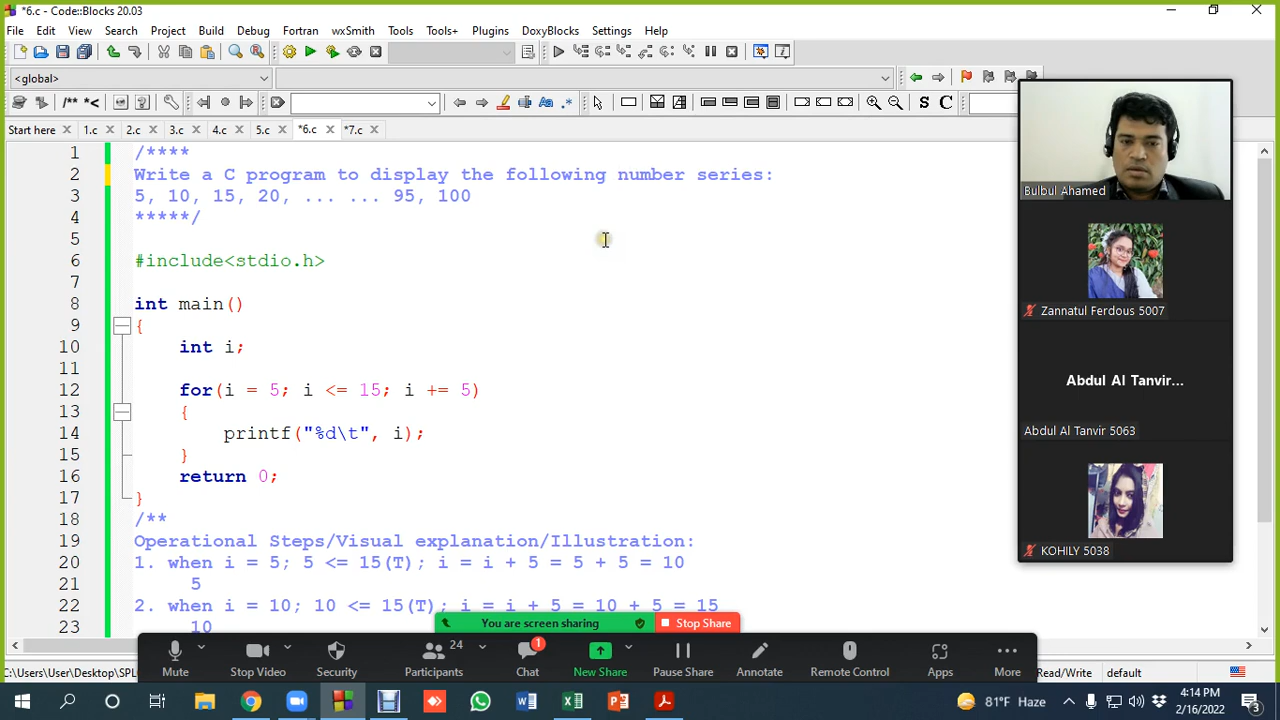 *6.c - Code::Blocks 20.03
File Edit View Search Project Build Debug Fortran wxSmith Tools Tools+ Plugins DoxyBlocks Settings Help
<global>
/** *<
S C
Start here 1.c 2.c 3.c 4.c 5.c *6.c *7.c
1 /****
2 Write a C program to display the following number series:
3 5, 10, 15, 20, ... ... 95, 100
4 *****/
5
6 #include<stdio.h>
7
8 int main()
9 {
10 int i;
11
12 for(i = 5; i <= 15; i += 5)
13 {
14 printf("%d\t", i);
15 }
16 return 0;
17 }
18 /**
19 Operational Steps/Visual explanation/Illustration:
20 1. when i = 5; 5 <= 15(T); i = i + 5 = 5 + 5 = 10
21 5
22 2. when i = 10; 10 <= 15(T); i = i + 5 = 10 + 5 = 15
23 10
Bulbul Ahamed
Zannatul Ferdous 5007
Abdul Al Tanvir...
Abdul Al Tanvir 5063
KOHILY 5038
You are screen sharing Stop Share
24 1
Mute Stop Video Security Participants Chat New Share Pause Share Annotate Remote Control Apps More
C:\Users\User\Desktop\SPL Read/Write default
81°F Haze
4:14 PM
2/16/2022
3